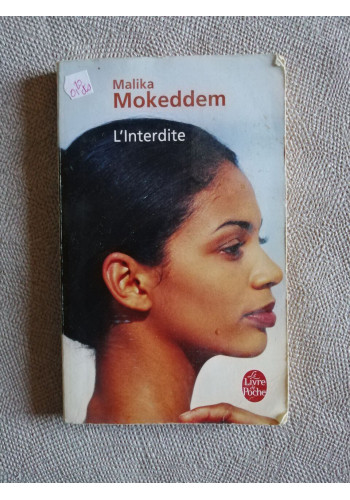 Malika
Mokeddem
L'Interdite
Le
Livre
de
Poche